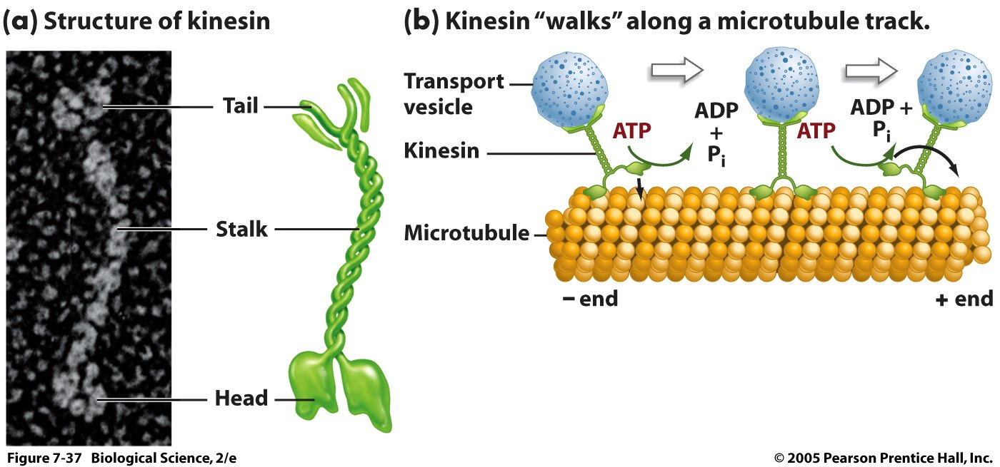 (a) Structure of kinesin
Tail
Stalk
Head
(b) Kinesin “walks” along a microtubule track.
Transport
vesicle
Kinesin
Microtubule
ATP
ADP
+
Pi
ATP
ADP +
Pi
– end
+ end
Figure 7-37 Biological Science, 2/e
© 2005 Pearson Prentice Hall, Inc.